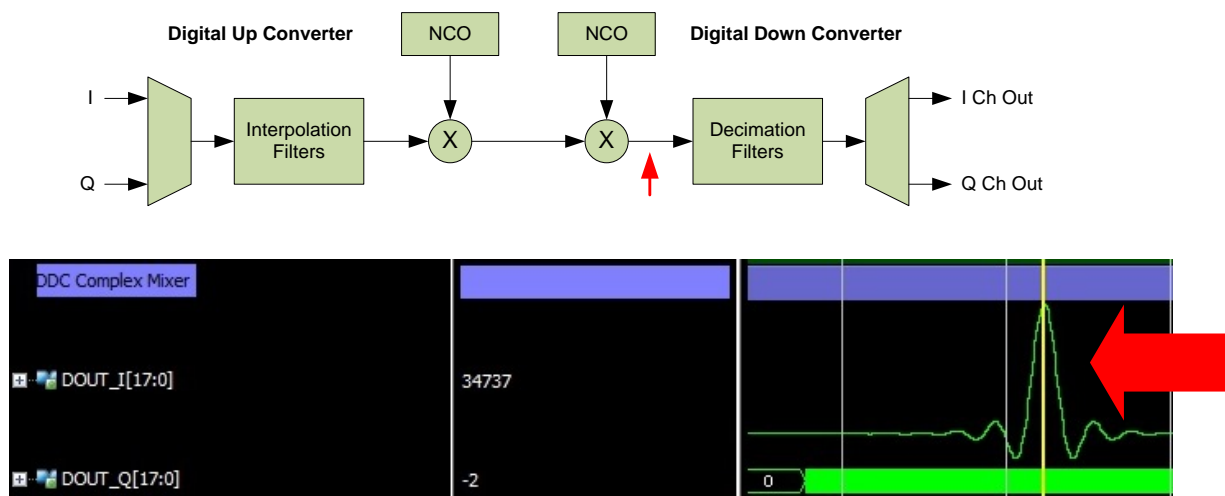 Digital Up Converter
NCO
NCO
Digital Down Converter
I
Interpolation
Filters
X
X
Decimation
Filters
I Ch Out
Q
Q Ch Out
DDC Complex Mixer
DOUT_I[17:0]
34737
DOUT_Q[17:0]
-2
0